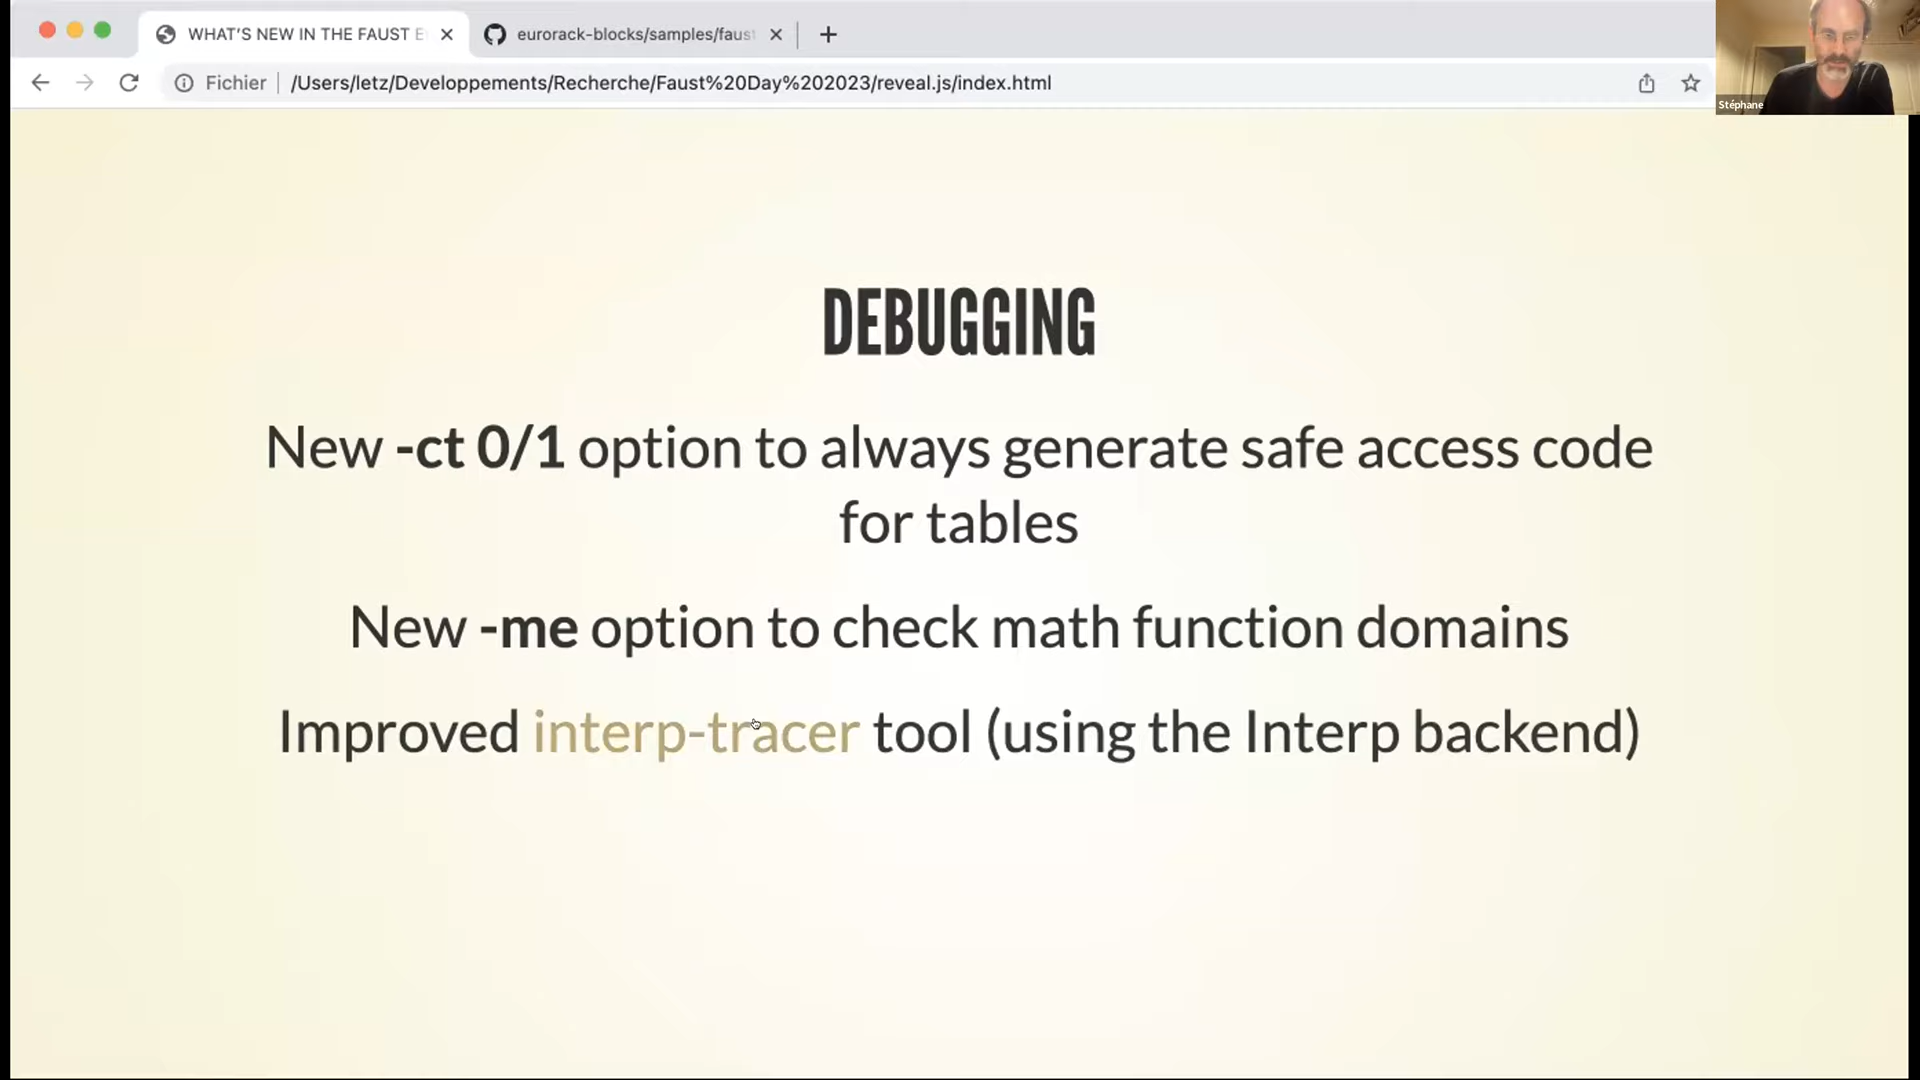 WHAT'S NEW IN THE FAUST E
eurorack-blocks/samples/faus
Fichier
/Users/letz/Developpements/Recherche/Faust%20Day%202023/reveal.js/index.html
Stéphane
DEBUGGING
New -ct 0/1 option to always generate safe access code
for tables
New -me option to check math function domains
Improved interp-tracer tool (using the Interp backend)